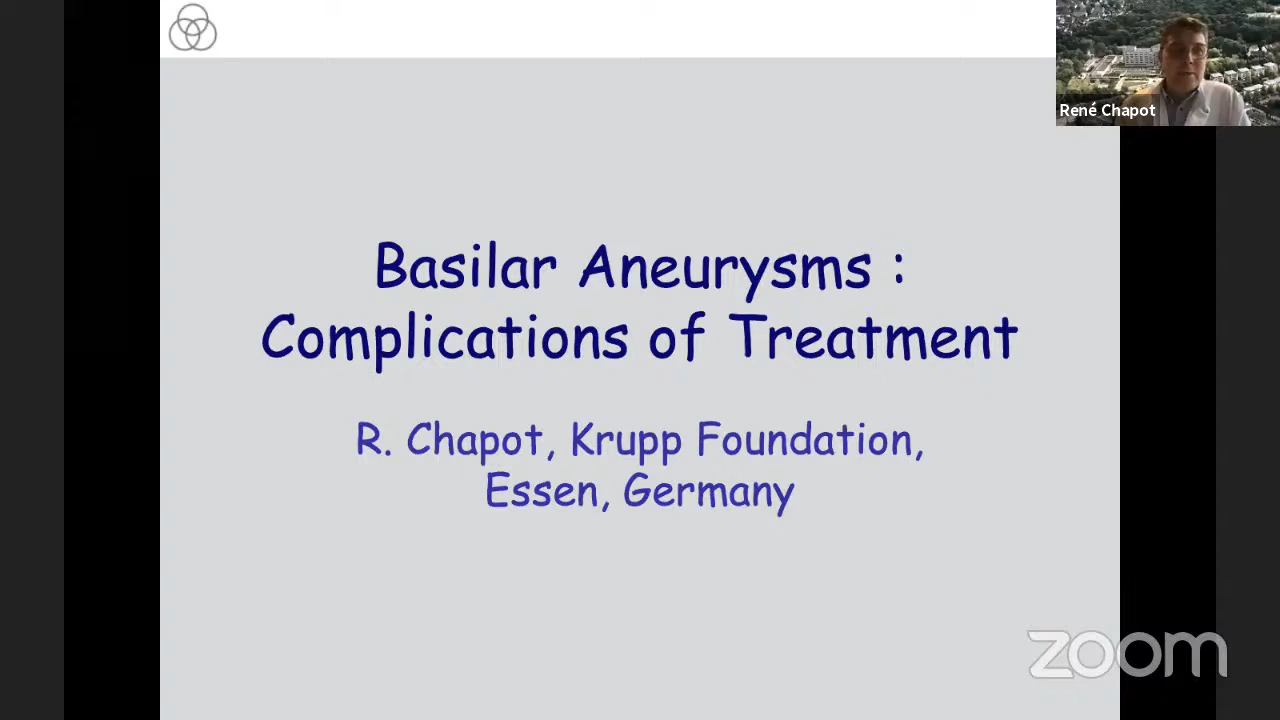 René Chapot
Basilar Aneurysms :
Complications of Treatment
R. Chapot, Krupp Foundation,
Essen, Germany
zoom